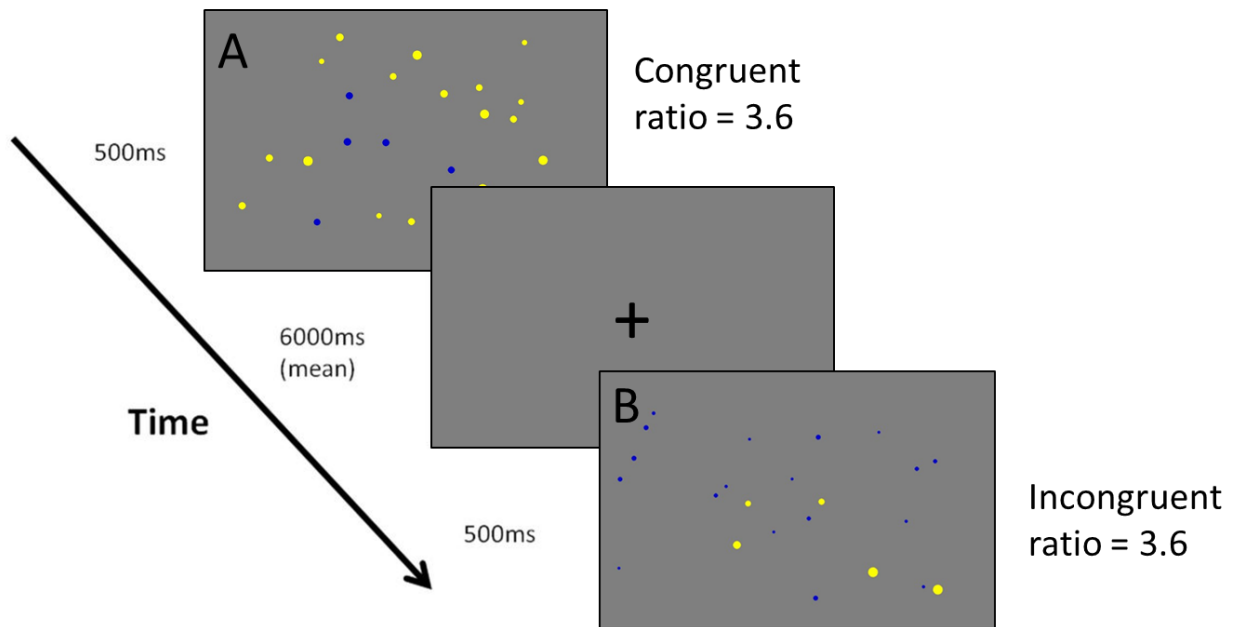 A
Congruent
ratio = 3.6
500ms
+
6000ms
(mean)
Time
B
500ms
Incongruent
ratio = 3.6